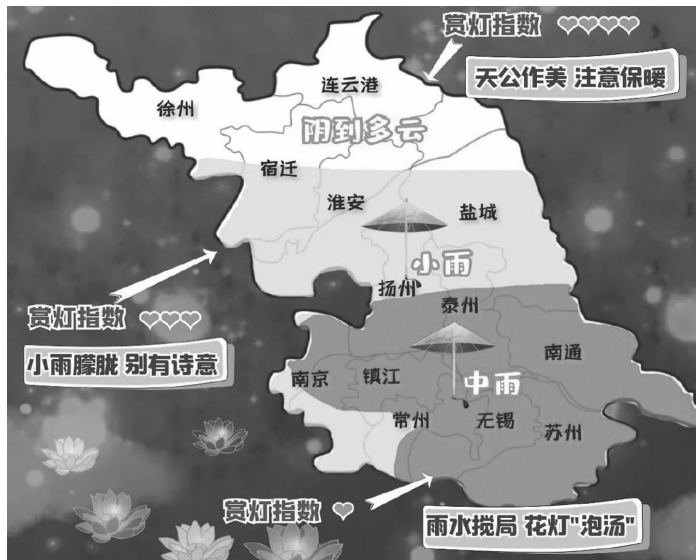 赏灯指数
天公作美 注意保暖
连云港
徐州
阴到多云
宿迁
淮安
盐城
小雨
扬州
泰州
赏灯指数
小雨朦胧 别有诗意
南通
南京
镇江
中雨
常州
无锡
苏州
赏灯指数
雨水搅局 花灯"泡汤"